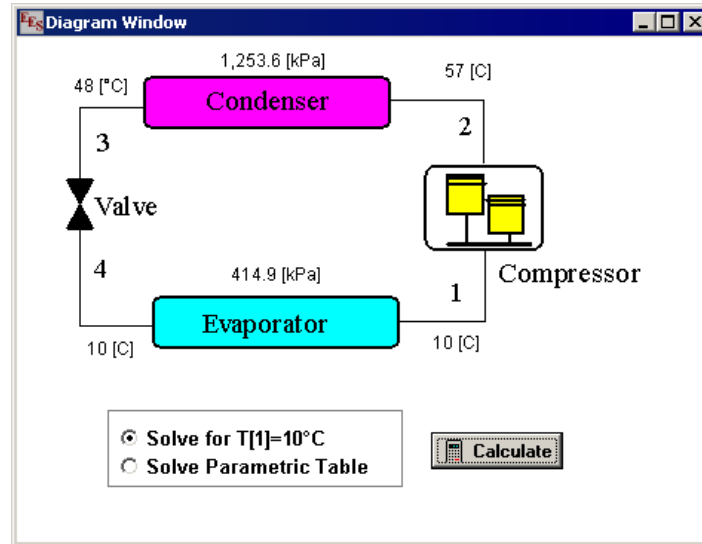 EES Diagram Window
1,253.6 [kPa]
48 [°C]
Condenser
57 [C]
3
2
Valve
4
414.9 [kPa]
1
Compressor
Evaporator
10 [C]
10 [C]
Solve for T[1]=10°C
Solve Parametric Table
Calculate